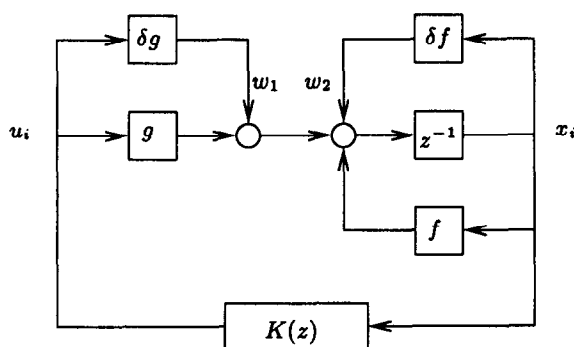 δg
δf
w₁
w₂
uᵢ
g
z⁻¹
xᵢ
f
K(z)